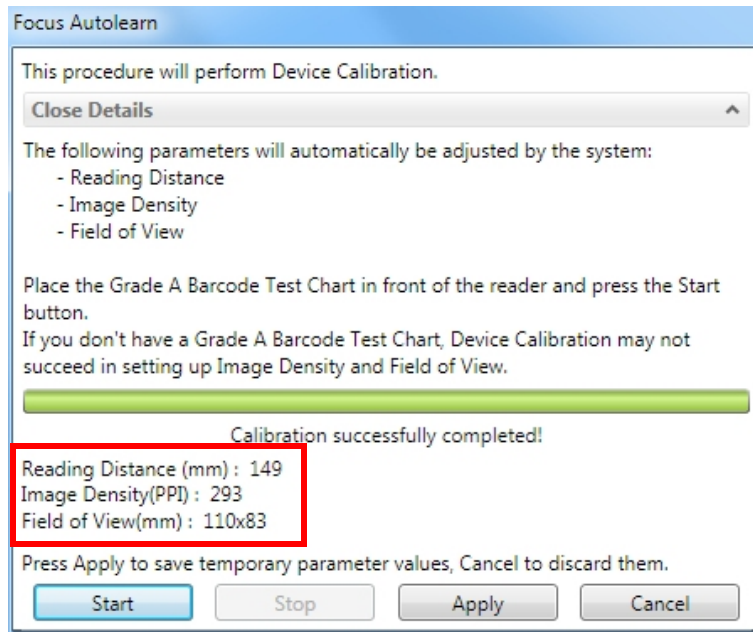 Focus Autolearn
This procedure will perform Device Calibration.
Close Details
The following parameters will automatically be adjusted by the system:
- Reading Distance
- Image Density
- Field of View
Place the Grade A Barcode Test Chart in front of the reader and press the Start
button.
If you don't have a Grade A Barcode Test Chart, Device Calibration may not
succeed in setting up Image Density and Field of View.
Calibration successfully completed!
Reading Distance (mm) : 149
Image Density(PPI) : 293
Field of View(mm) : 110x83
Press Apply to save temporary parameter values, Cancel to discard them.
Start Stop Apply Cancel